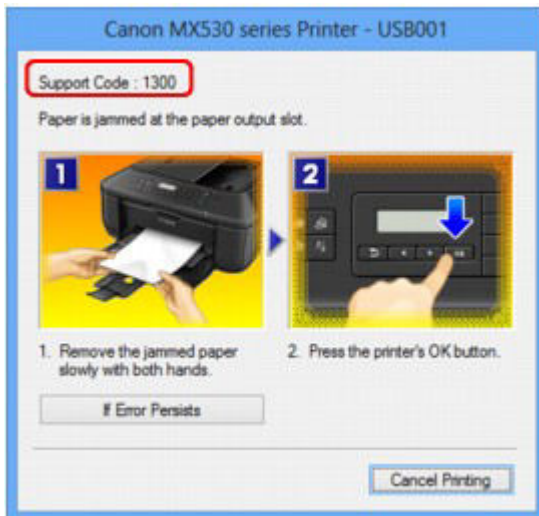 Canon MX530 series Printer - USB001
Support Code : 1300
Paper is jammed at the paper output slot.
1
2
1. Remove the jammed paper
slowly with both hands.
2. Press the printer's OK button.
If Error Persists
Cancel Printing